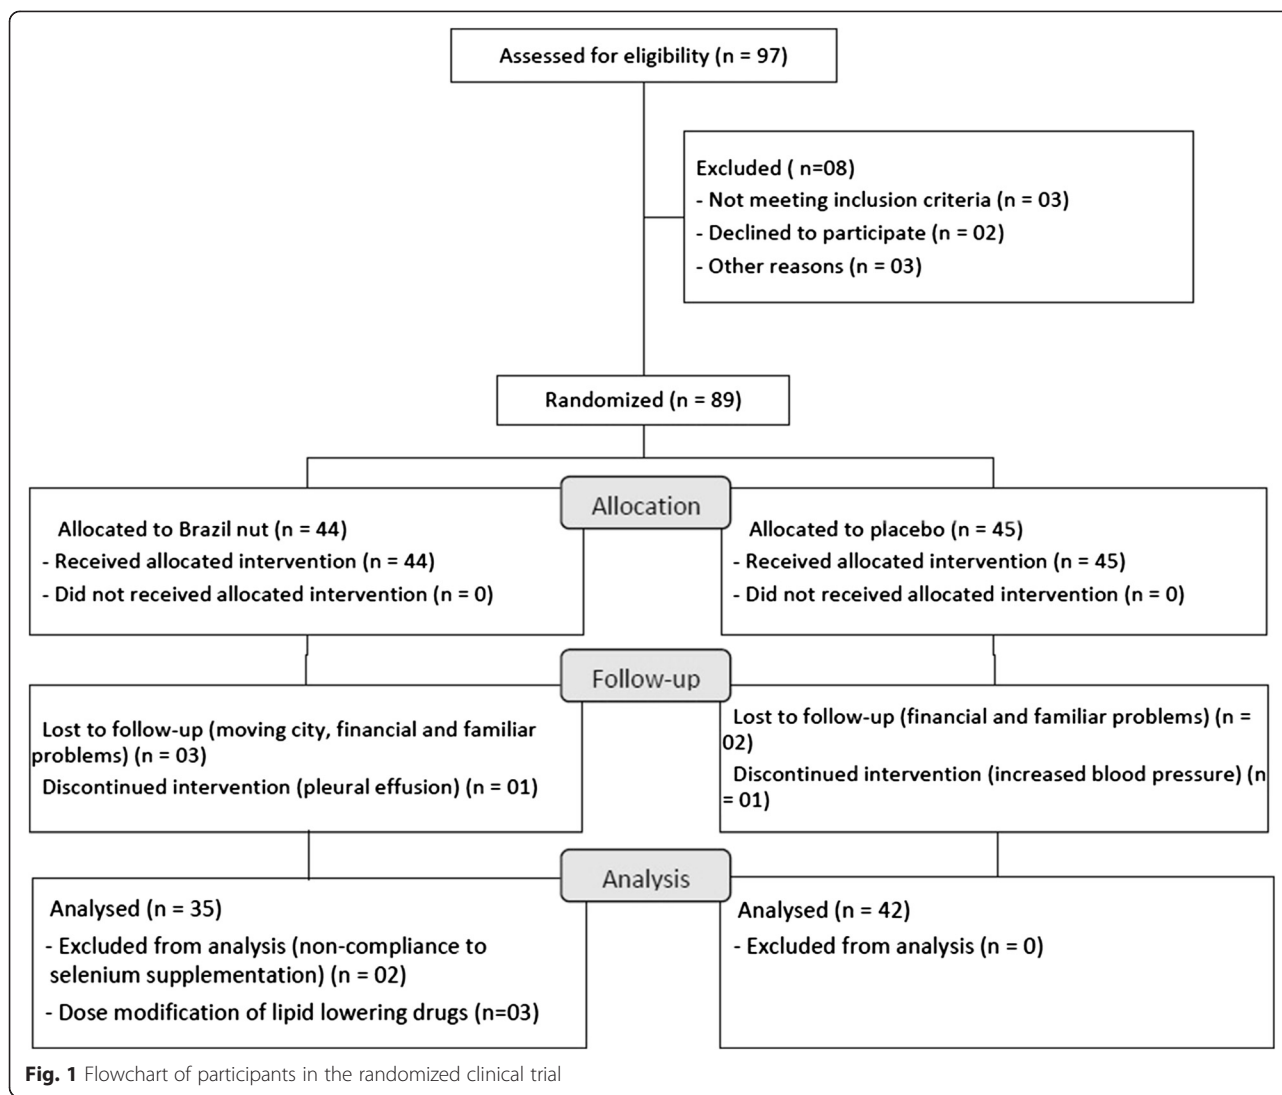 Assessed for eligibility (n = 97)
Excluded ( n=08)
- Not meeting inclusion criteria (n = 03)
- Declined to participate (n = 02)
- Other reasons (n = 03)
Randomized (n = 89)
Allocation
Allocated to Brazil nut (n = 44)
- Received allocated intervention (n = 44)
- Did not received allocated intervention (n = 0)
Allocated to placebo (n = 45)
- Received allocated intervention (n = 45)
- Did not received allocated intervention (n = 0)
Follow-up
Lost to follow-up (moving city, financial and familiar
problems) (n = 03)
Discontinued intervention (pleural effusion) (n = 01)
Lost to follow-up (financial and familiar problems) (n =
02)
Discontinued intervention (increased blood pressure) (n
= 01)
Analysis
Analysed (n = 35)
- Excluded from analysis (non-compliance to
selenium supplementation) (n = 02)
- Dose modification of lipid lowering drugs (n=03)
Analysed (n = 42)
- Excluded from analysis (n = 0)
Fig. 1 Flowchart of participants in the randomized clinical trial